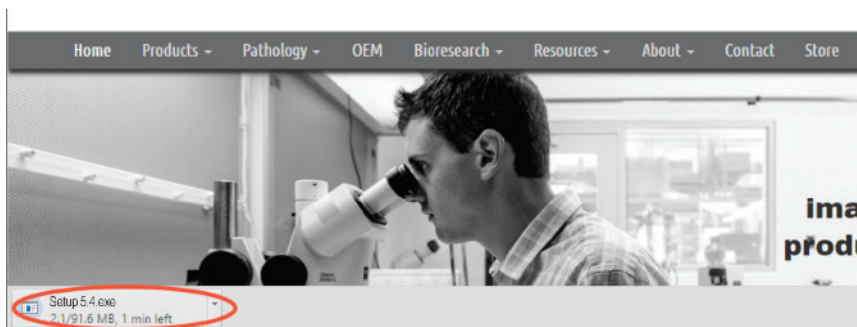 Home Products Pathology OEM Bioresearch Resources About Contact Store
ima
produ
Setup 5.4.exe
2.1/91.6 MB, 1 min left